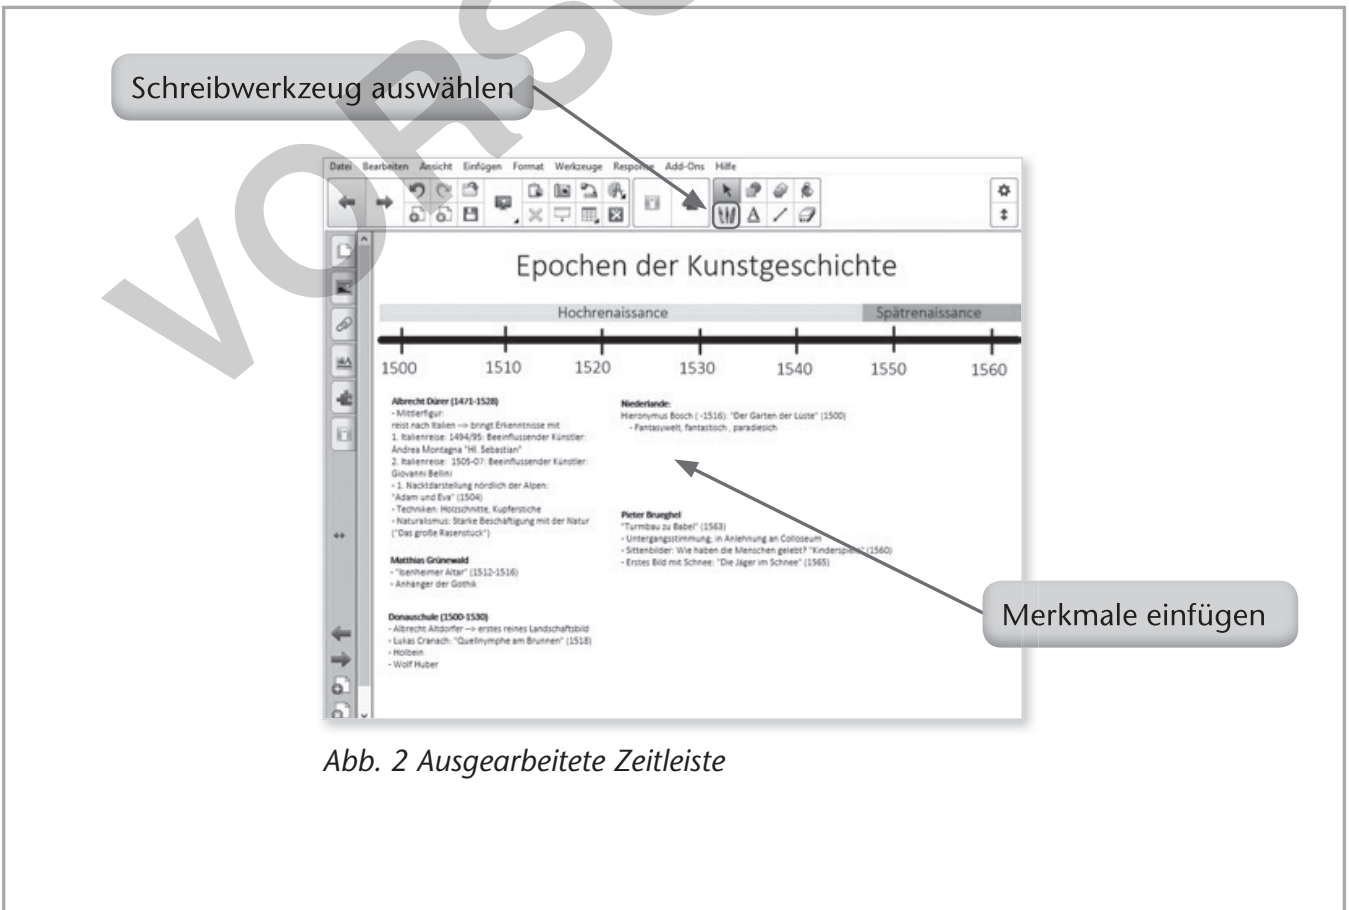 VORSC
Schreibwerkzeug auswählen
Datei Bearbeiten Ansicht Einfügen Format Werkzeuge Response Add-Ons Hilfe
Epochen der Kunstgeschichte
Hochrenaissance Spätrenaissance
1500 1510 1520 1530 1540 1550 1560
Albrecht Dürer (1471-1528)
- Mittlerfigur:
reist nach Italien --> bringt Erkenntnisse mit
1. Italienreise: 1494/95: Beeinflussender Künstler:
Andrea Montagna "Hl. Sebastian"
2. Italienreise: 1505-07: Beeinflussender Künstler:
Giovanni Bellini
- 1. Nacktdarstellung nördlich der Alpen:
"Adam und Eva" (1504)
- Techniken: Holzschnitte, Kupferstiche
- Naturalismus: Starke Beschäftigung mit der Natur
("Das große Rasenstück")
Matthias Grünewald
- "Isenheimer Altar" (1512-1516)
- Anhänger der Gothik
Donauschule (1500-1530)
- Albrecht Altdorfer --> erstes reines Landschaftsbild
- Lukas Cranach: "Quellnymphe am Brunnen" (1518)
- Holbein
- Wolf Huber
Niederlande:
Hieronymus Bosch ( -1516): "Der Garten der Lüste" (1500)
- Fantasywelt, fantastisch , paradiesich
Pieter Brueghel
"Turmbau zu Babel" (1563)
- Untergangsstimmung; in Anlehnung an Colloseum
- Sittenbilder: Wie haben die Menschen gelebt? "Kinderspiele" (1560)
- Erstes Bild mit Schnee: "Die Jäger im Schnee" (1565)
Merkmale einfügen
Abb. 2 Ausgearbeitete Zeitleiste